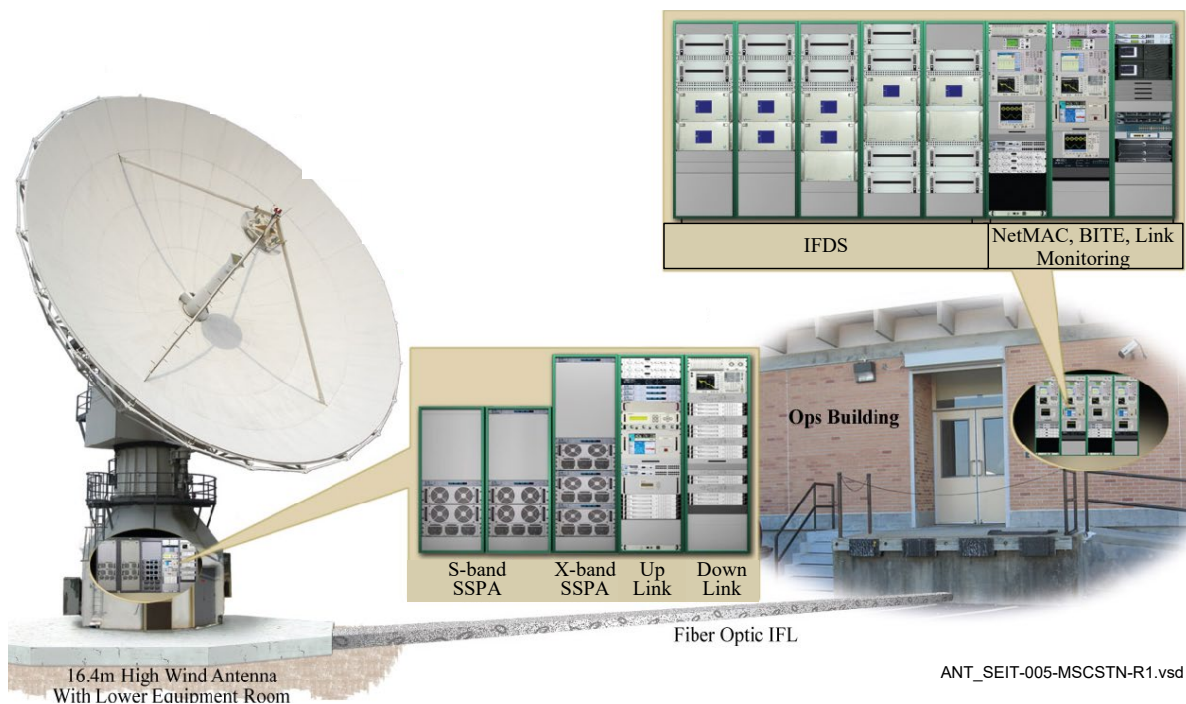 IFDS
NetMAC, BITE, Link
Monitoring
Ops Building
S-band
SSPA
X-band
SSPA
Up
Link
Down
Link
Fiber Optic IFL
16.4m High Wind Antenna
With Lower Equipment Room
ANT_SEIT-005-MSCSTN-R1.vsd